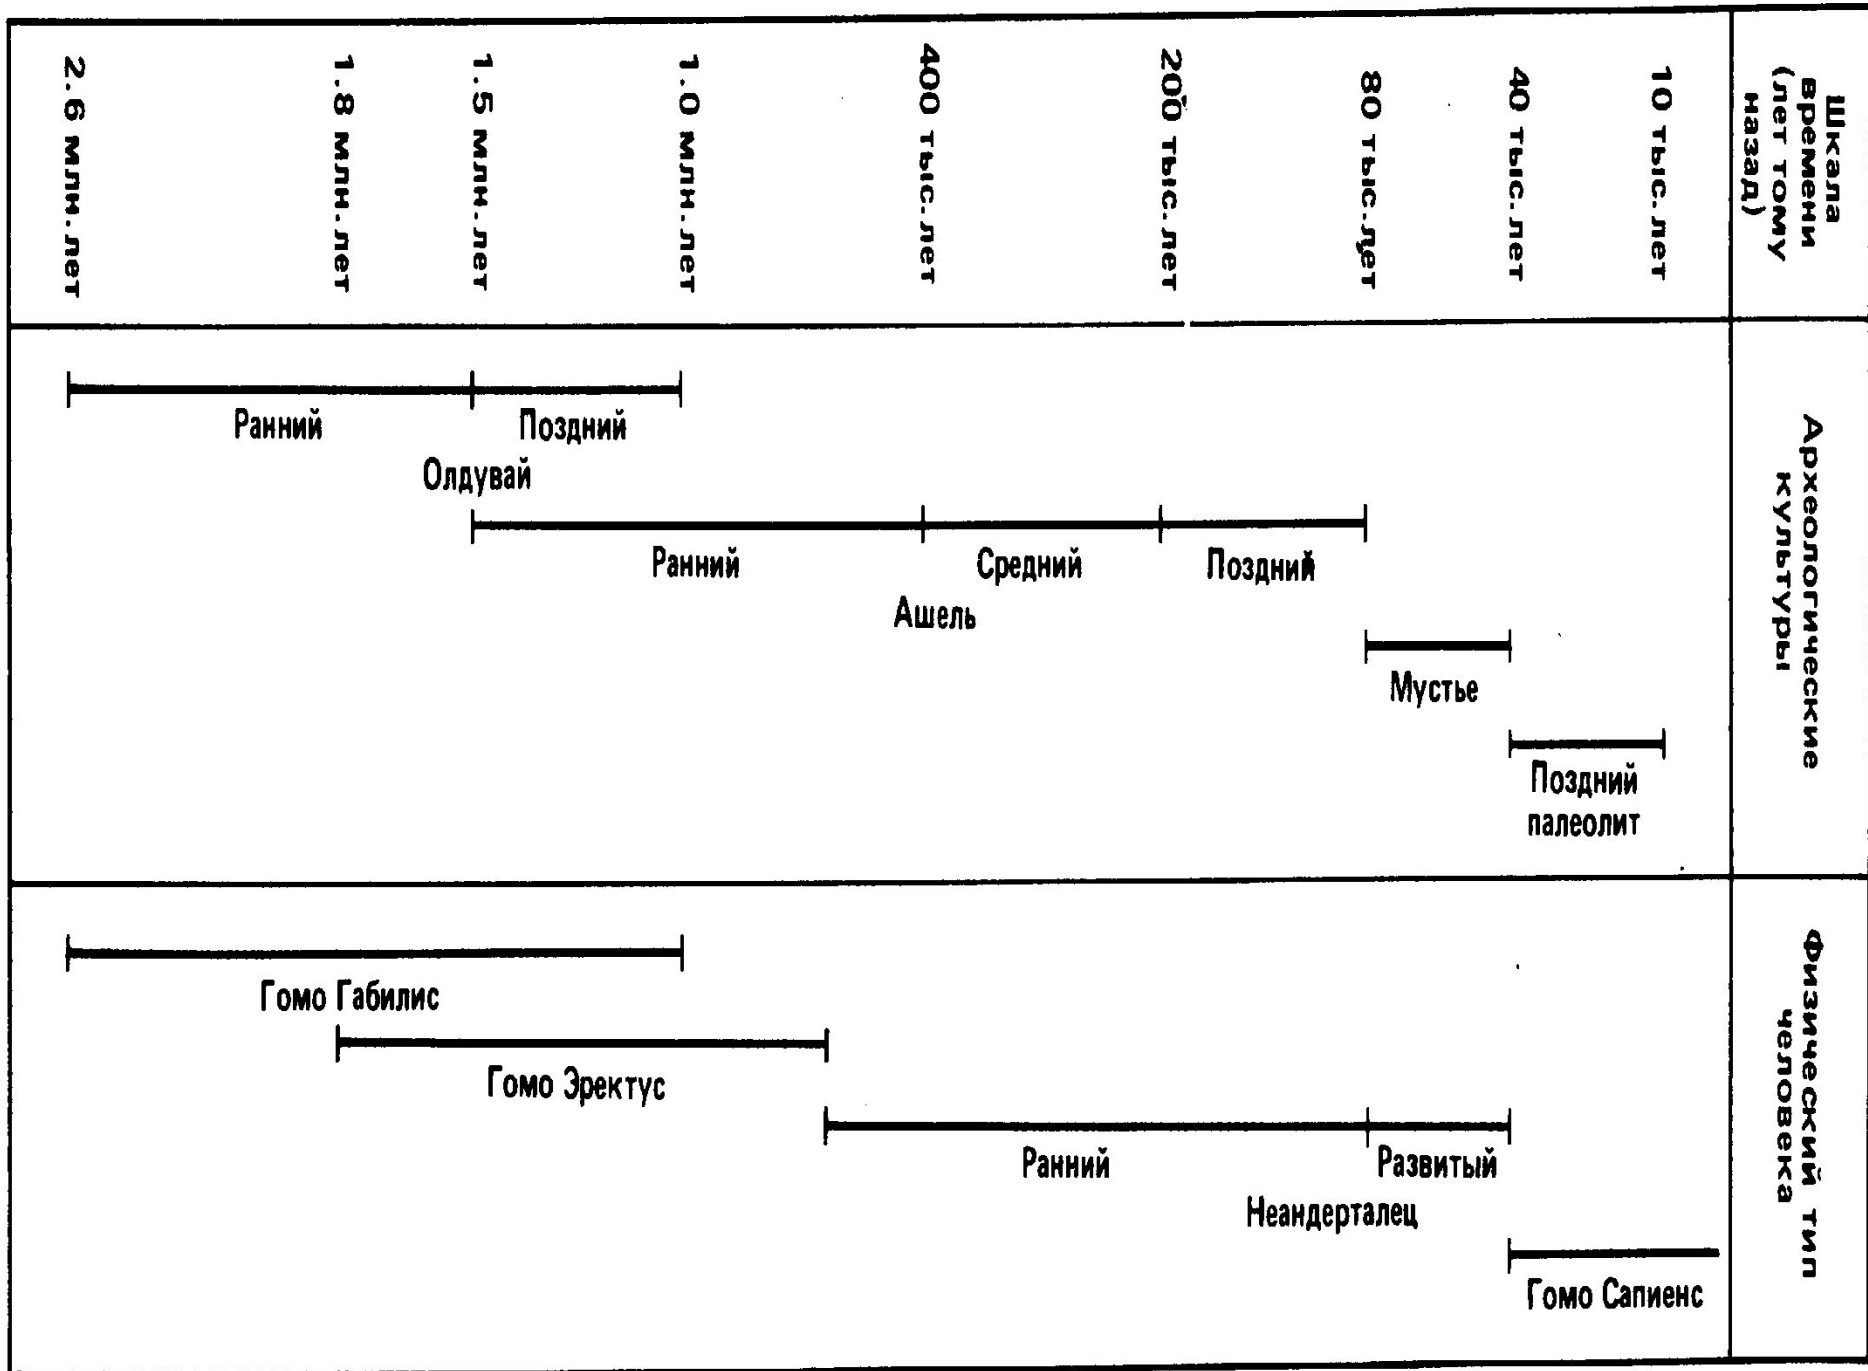 2.6 млн.лет
1.8 млн.лет
1.5 млн.лет
1.0 млн.лет
400 тыс.лет
200 тыс.лет
80 тыс.лет
40 тыс.лет
10 тыс.лет
Шкала
времени
(лет тому
назад)
Ранний
Поздний
Олдувай
Ранний
Средний
Поздний
Ашель
Мустье
Поздний
палеолит
Археологические
культуры
Гомо Габилис
Гомо Эректус
Ранний
Развитый
Неандерталец
Гомо Сапиенс
Физический тип
человека